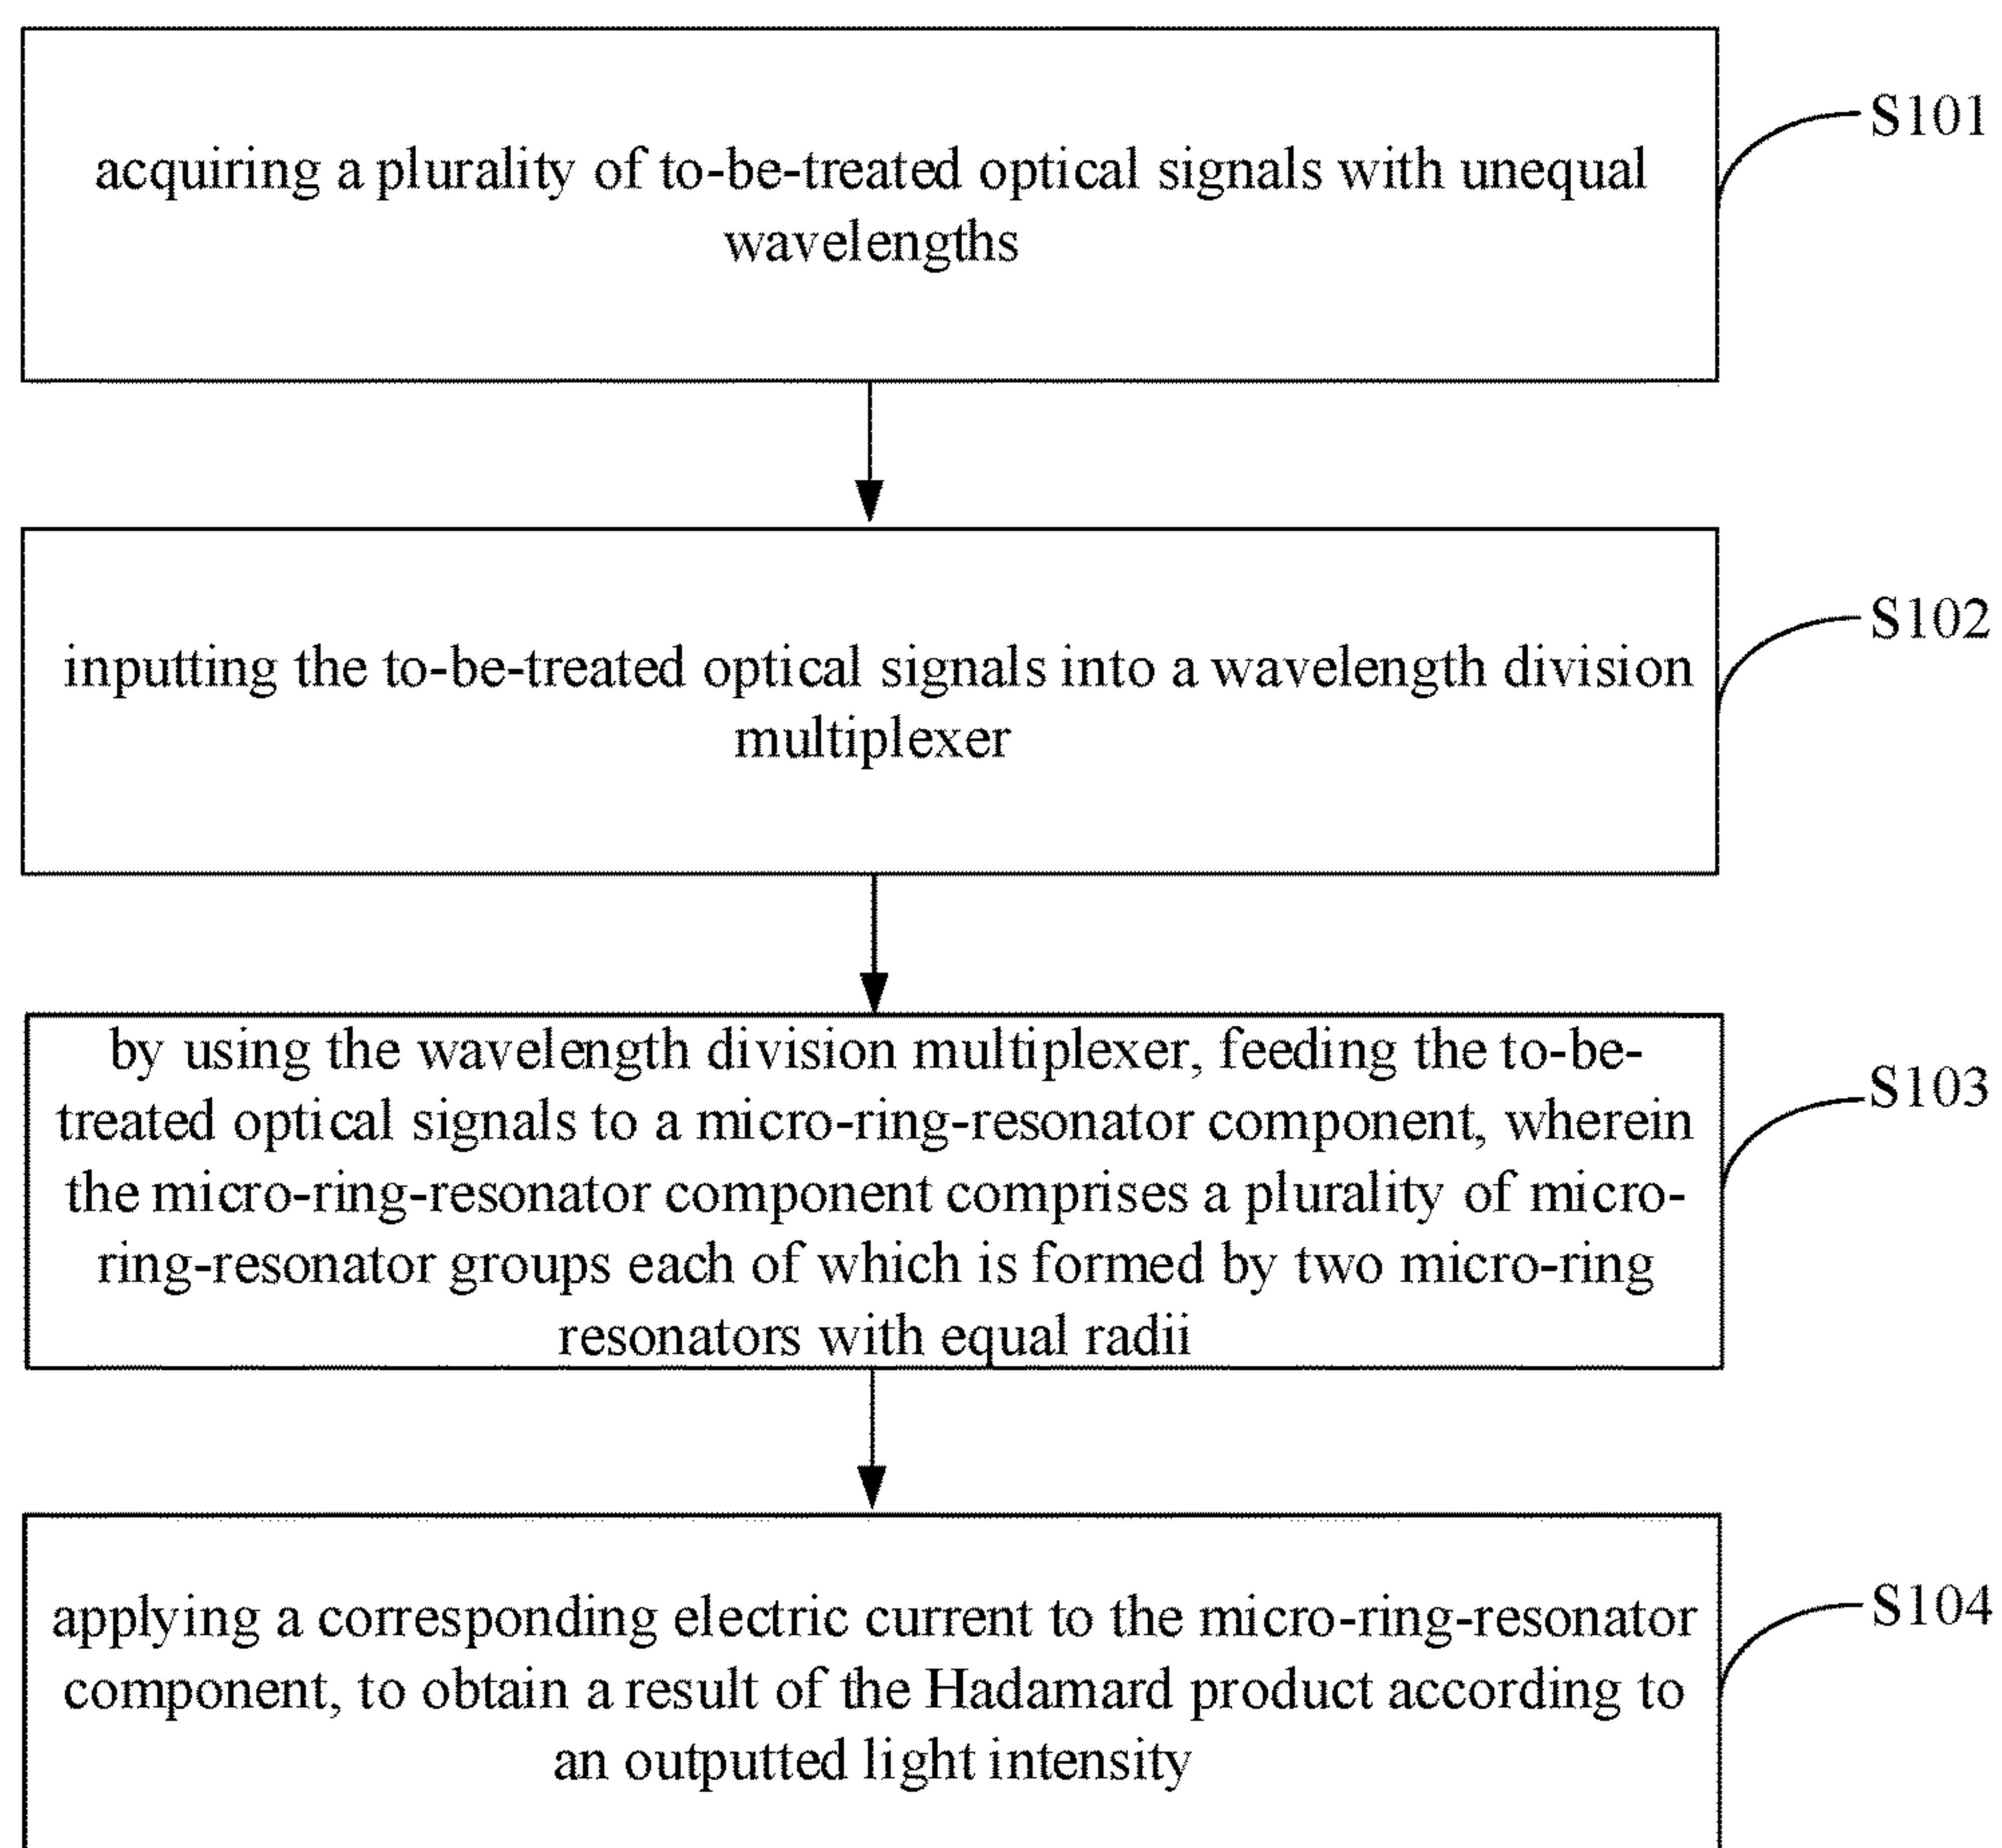 acquiring a plurality of to-be-treated optical signals with unequal
wavelengths
S101
inputting the to-be-treated optical signals into a wavelength division
multiplexer
S102
by using the wavelength division multiplexer, feeding the to-be-
treated optical signals to a micro-ring-resonator component, wherein
the micro-ring-resonator component comprises a plurality of micro-
ring-resonator groups each of which is formed by two micro-ring
resonators with equal radii
S103
applying a corresponding electric current to the micro-ring-resonator
component, to obtain a result of the Hadamard product according to
an outputted light intensity
S104